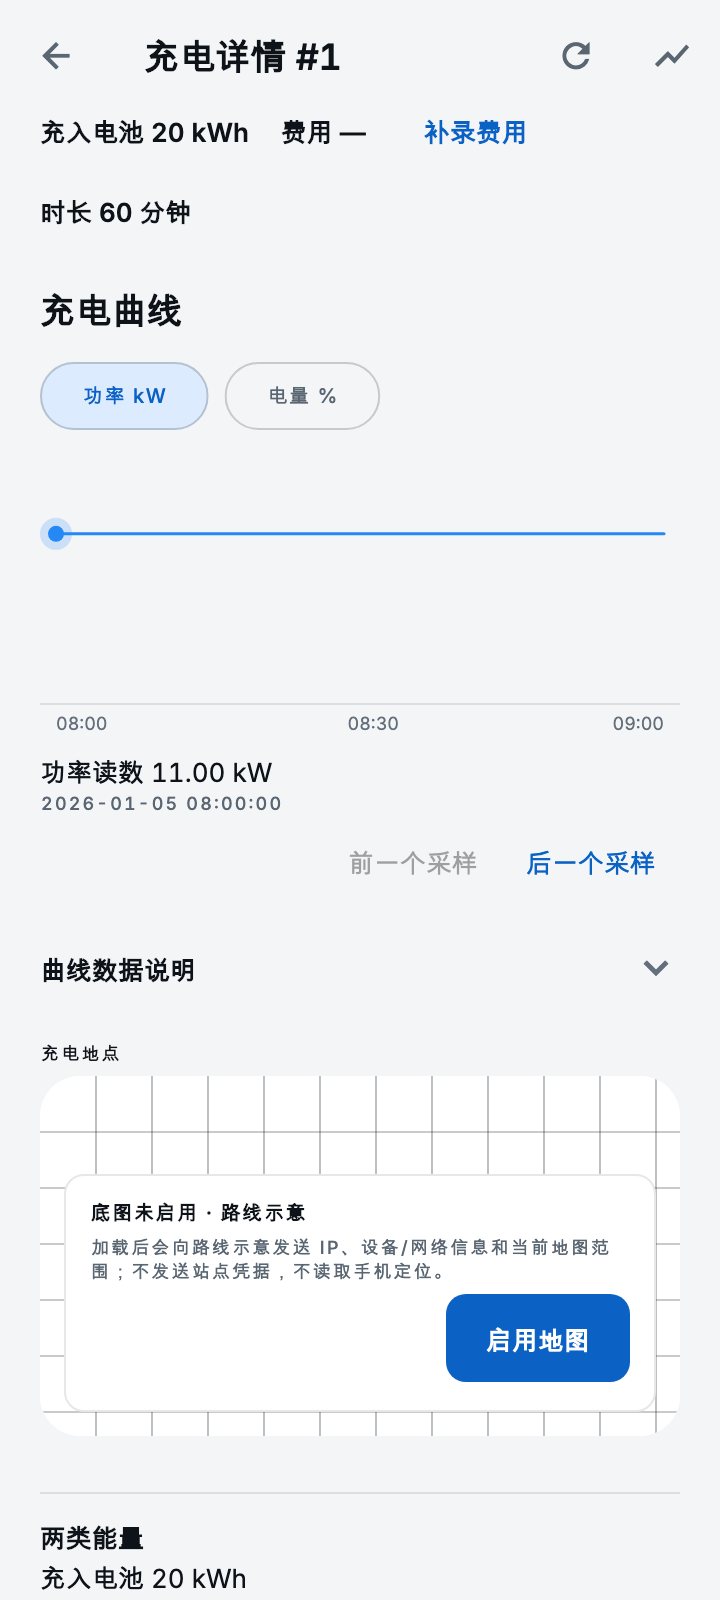 充电详情 #1
充入电池 20 kWh 费用 — 补录费用
时长 60 分钟
充电曲线
功率 kW 电量 %
08:00 08:30 09:00
功率读数 11.00 kW
2026-01-05 08:00:00
前一个采样 后一个采样
曲线数据说明
充电地点
底图未启用 · 路线示意
加载后会向路线示意发送 IP、设备/网络信息和当前地图范
围；不发送站点凭据，不读取手机定位。
启用地图
两类能量
充入电池 20 kWh